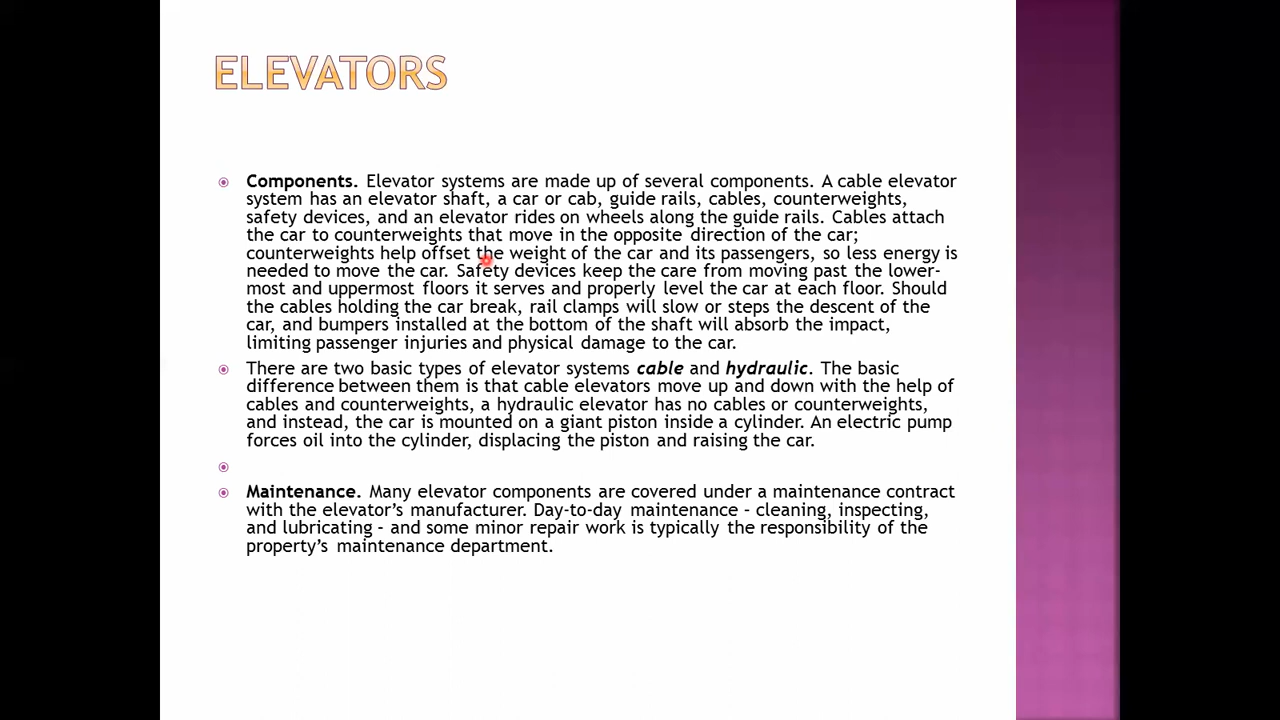 ELEVATORS
Components. Elevator systems are made up of several components. A cable elevator
system has an elevator shaft, a car or cab, guide rails, cables, counterweights,
safety devices, and an elevator rides on wheels along the guide rails. Cables attach
the car to counterweights that move in the opposite direction of the car;
counterweights help offset the weight of the car and its passengers, so less energy is
needed to move the car. Safety devices keep the care from moving past the lower-
most and uppermost floors it serves and properly level the car at each floor. Should
the cables holding the car break, rail clamps will slow or steps the descent of the
car, and bumpers installed at the bottom of the shaft will absorb the impact,
limiting passenger injuries and physical damage to the car.
There are two basic types of elevator systems cable and hydraulic. The basic
difference between them is that cable elevators move up and down with the help of
cables and counterweights, a hydraulic elevator has no cables or counterweights,
and instead, the car is mounted on a giant piston inside a cylinder. An electric pump
forces oil into the cylinder, displacing the piston and raising the car.
Maintenance. Many elevator components are covered under a maintenance contract
with the elevator’s manufacturer. Day-to-day maintenance - cleaning, inspecting,
and lubricating - and some minor repair work is typically the responsibility of the
property’s maintenance department.